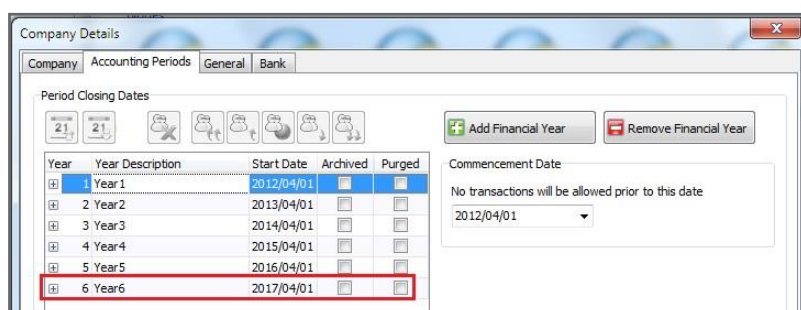 Company Details
Company Accounting Periods General Bank
Period Closing Dates
21 21
Add Financial Year Remove Financial Year
Year Year Description Start Date Archived Purged
1 Year1 2012/04/01
2 Year2 2013/04/01
3 Year3 2014/04/01
4 Year4 2015/04/01
5 Year5 2016/04/01
6 Year6 2017/04/01
Commencement Date
No transactions will be allowed prior to this date
2012/04/01